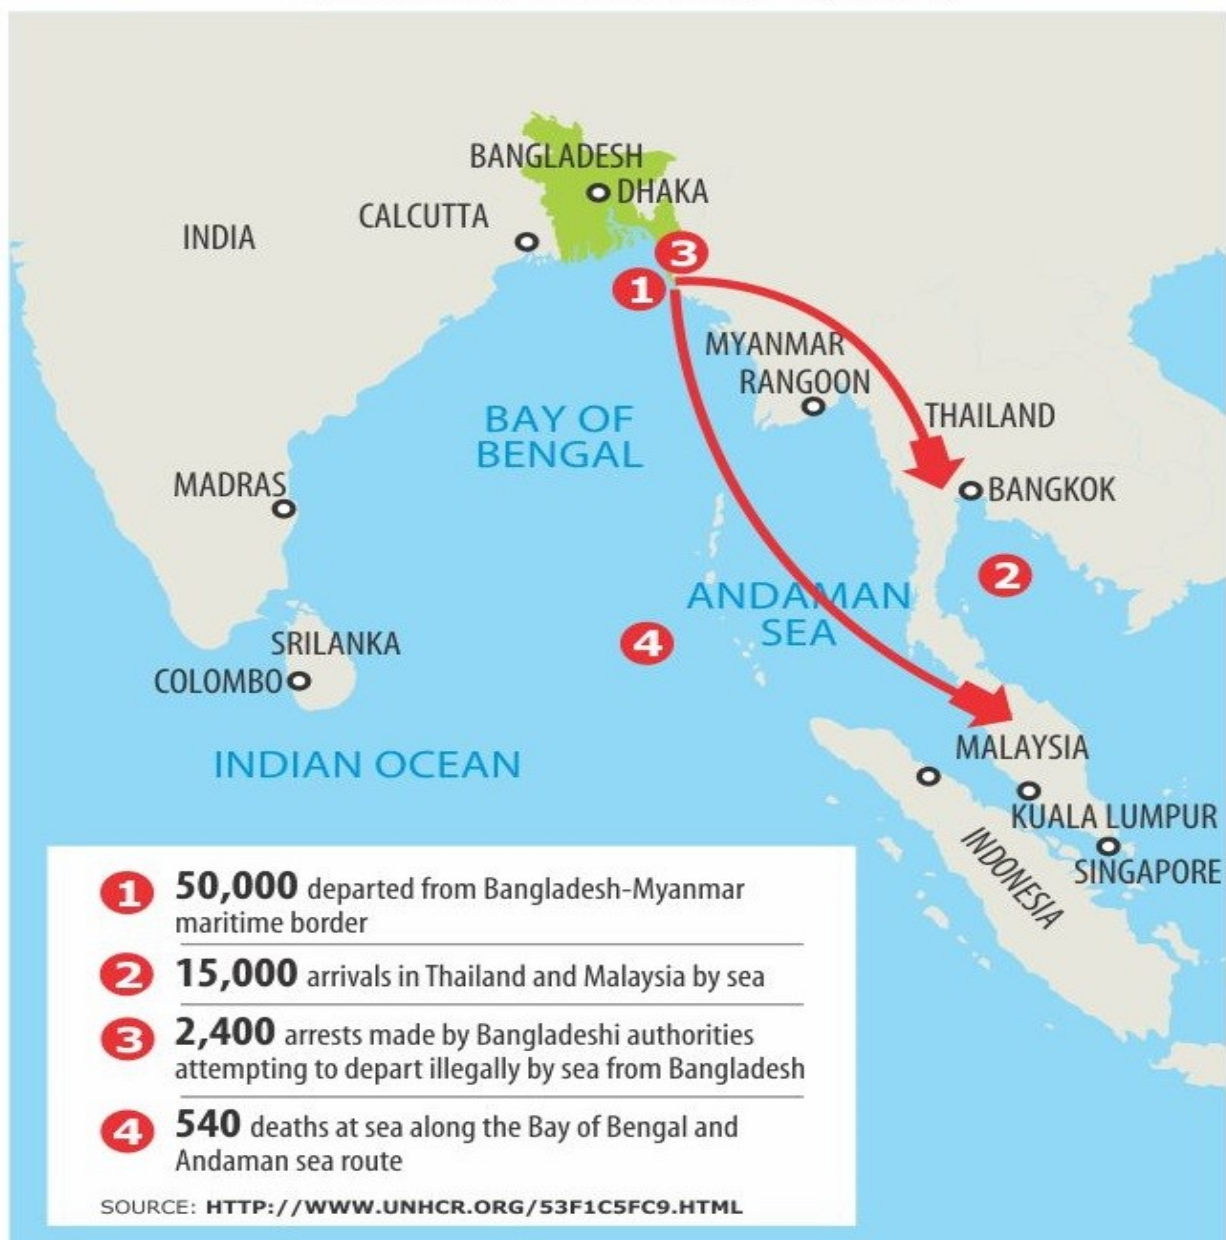 BANGLADESH
DHAKA
CALCUTTA
INDIA
3
1
MYANMAR
RANGOON
BAY OF
BENGAL
THAILAND
MADRAS
BANGKOK
2
ANDAMAN
SEA
4
SRILANKA
COLOMBO
INDIAN OCEAN
MALAYSIA
KUALA LUMPUR
INDONESIA
SINGAPORE
1 50,000 departed from Bangladesh-Myanmar
maritime border
2 15,000 arrivals in Thailand and Malaysia by sea
3 2,400 arrests made by Bangladeshi authorities
attempting to depart illegally by sea from Bangladesh
4 540 deaths at sea along the Bay of Bengal and
Andaman sea route
SOURCE: HTTP://WWW.UNHCR.ORG/53F1C5FC9.HTML